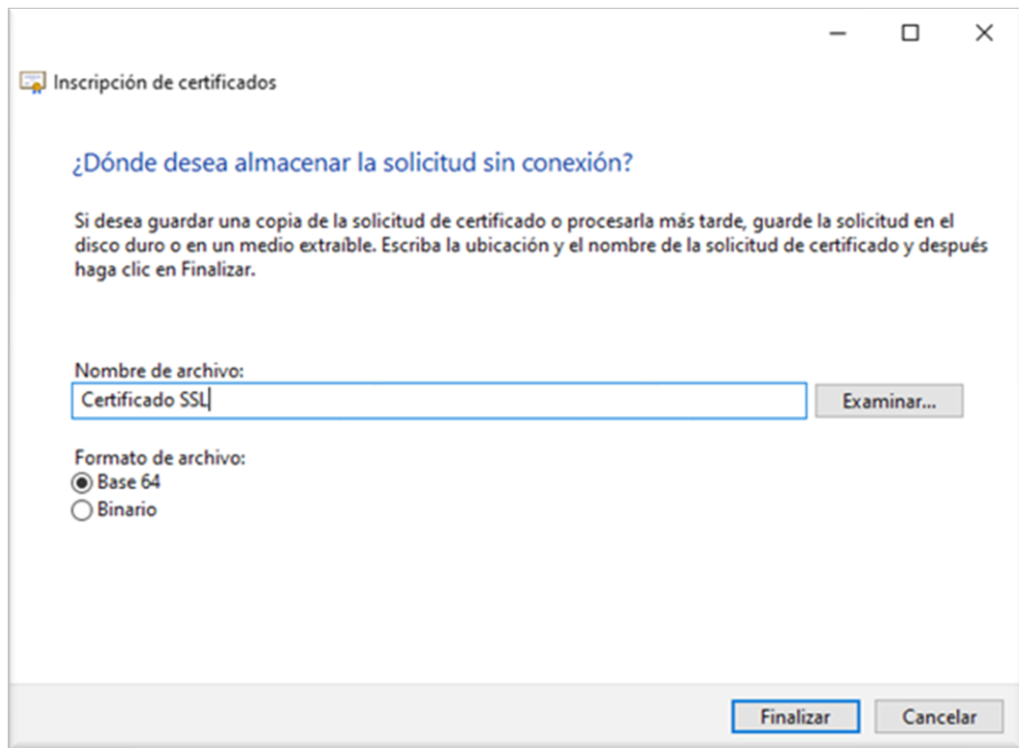 Inscripción de certificados
¿Dónde desea almacenar la solicitud sin conexión?
Si desea guardar una copia de la solicitud de certificado o procesarla más tarde, guarde la solicitud en el
disco duro o en un medio extraíble. Escriba la ubicación y el nombre de la solicitud de certificado y después
haga clic en Finalizar.
Nombre de archivo:
Certificado SSL
Examinar...
Formato de archivo:
Base 64
Binario
Finalizar
Cancelar